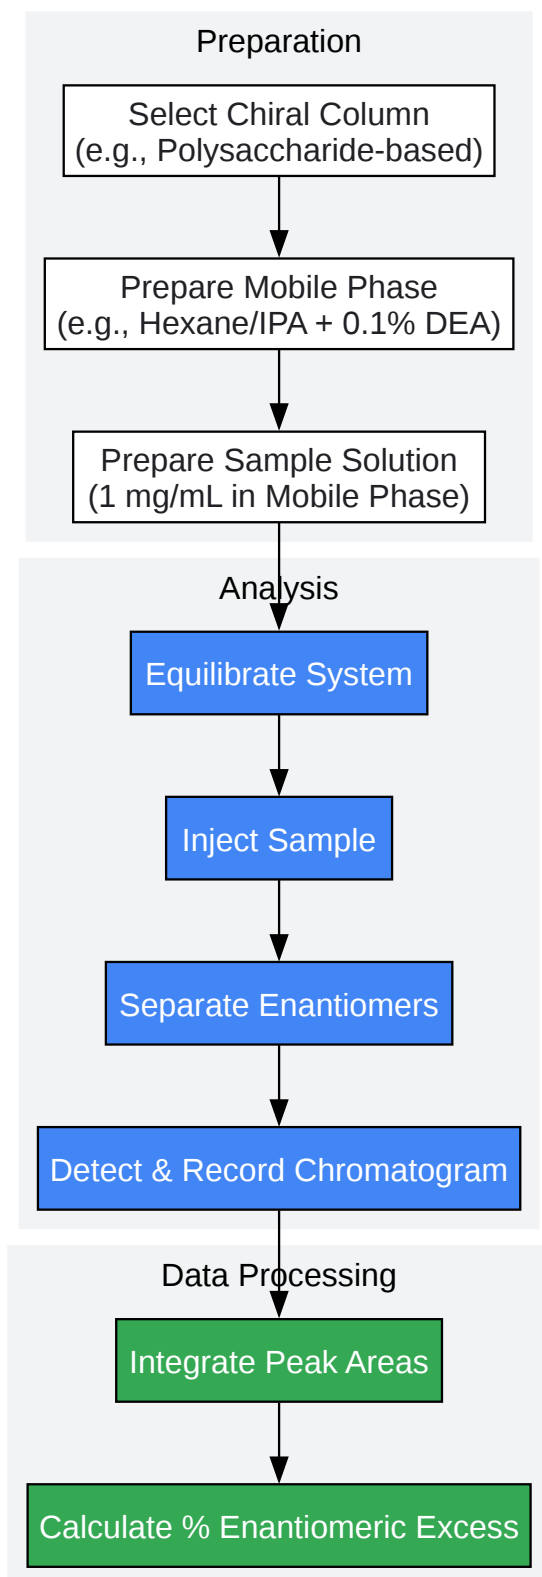 Preparation
Select Chiral Column
(e.g., Polysaccharide-based)
Prepare Mobile Phase
(e.g., Hexane/IPA + 0.1% DEA)
Prepare Sample Solution
(1 mg/mL in Mobile Phase)
Analysis
Equilibrate System
Inject Sample
Separate Enantiomers
Detect & Record Chromatogram
Data Processing
Integrate Peak Areas
Calculate % Enantiomeric Excess